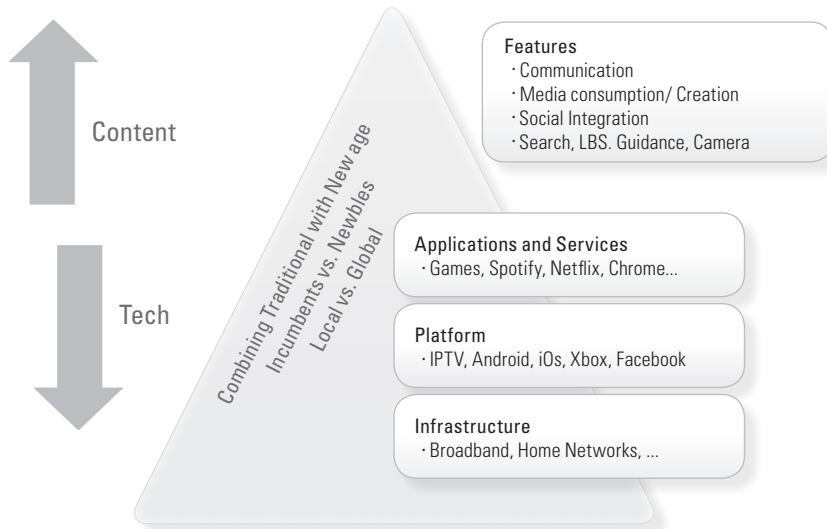 Content
Tech
Combining Traditional with New age
Incumbents vs. Newbles
Local vs. Global
Features
· Communication
· Media consumption/ Creation
· Social Integration
· Search, LBS. Guidance, Camera
Applications and Services
· Games, Spotify, Netflix, Chrome...
Platform
· IPTV, Android, iOs, Xbox, Facebook
Infrastructure
· Broadband, Home Networks, ...